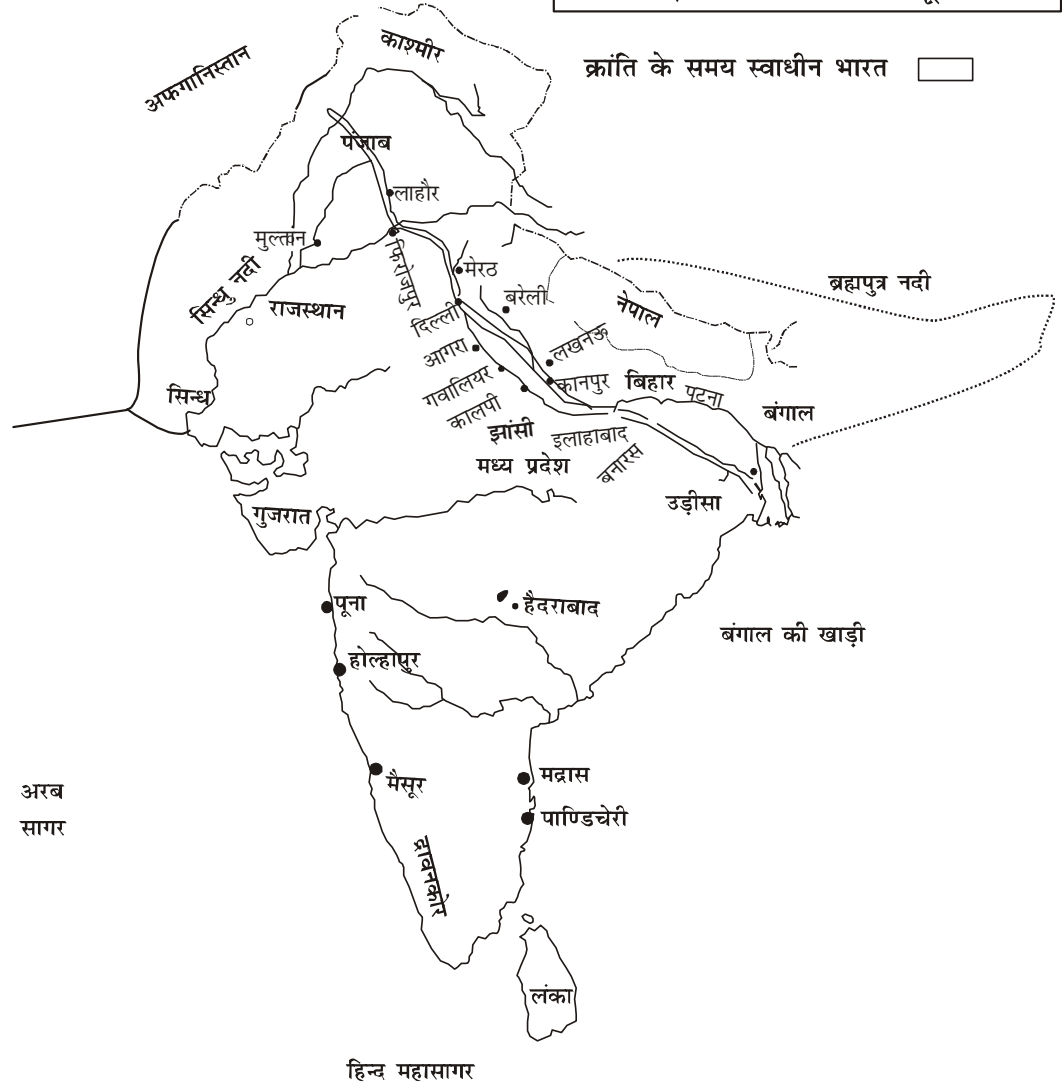 काश्मीर
अफगानिस्तान
क्रांति के समय स्वाधीन भारत
पंजाब
लाहौर
मुल्तान
फिरोजपुर
सिन्धु नदी
मेरठ
राजस्थान
बरेली
नेपाल
ब्रह्मपुत्र नदी
दिल्ली
आगरा
लखनऊ
गवालियर
कानपुर
बिहार
पटना
सिन्ध
कालपी
झांसी
इलाहाबाद
बंगाल
मध्य प्रदेश
बनारस
उड़ीसा
गुजरात
पूना
हैदराबाद
बंगाल की खाड़ी
होल्हापुर
मैसूर
मद्रास
अरब
सागर
पाण्डिचेरी
द्रावनकोर
लंका
हिन्द महासागर